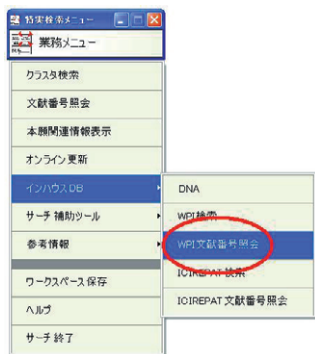 特実検索メニュー
業務メニュー
クラスタ検索
文献番号照会
本願関連情報表示
オンライン更新
インハウスDB
サーチ補助ツール
参考情報
ワークスペース保存
ヘルプ
サーチ終了
DNA
WPI検索
WPI文献番号照会
ICIREPAT検索
ICIREPAT文献番号照会